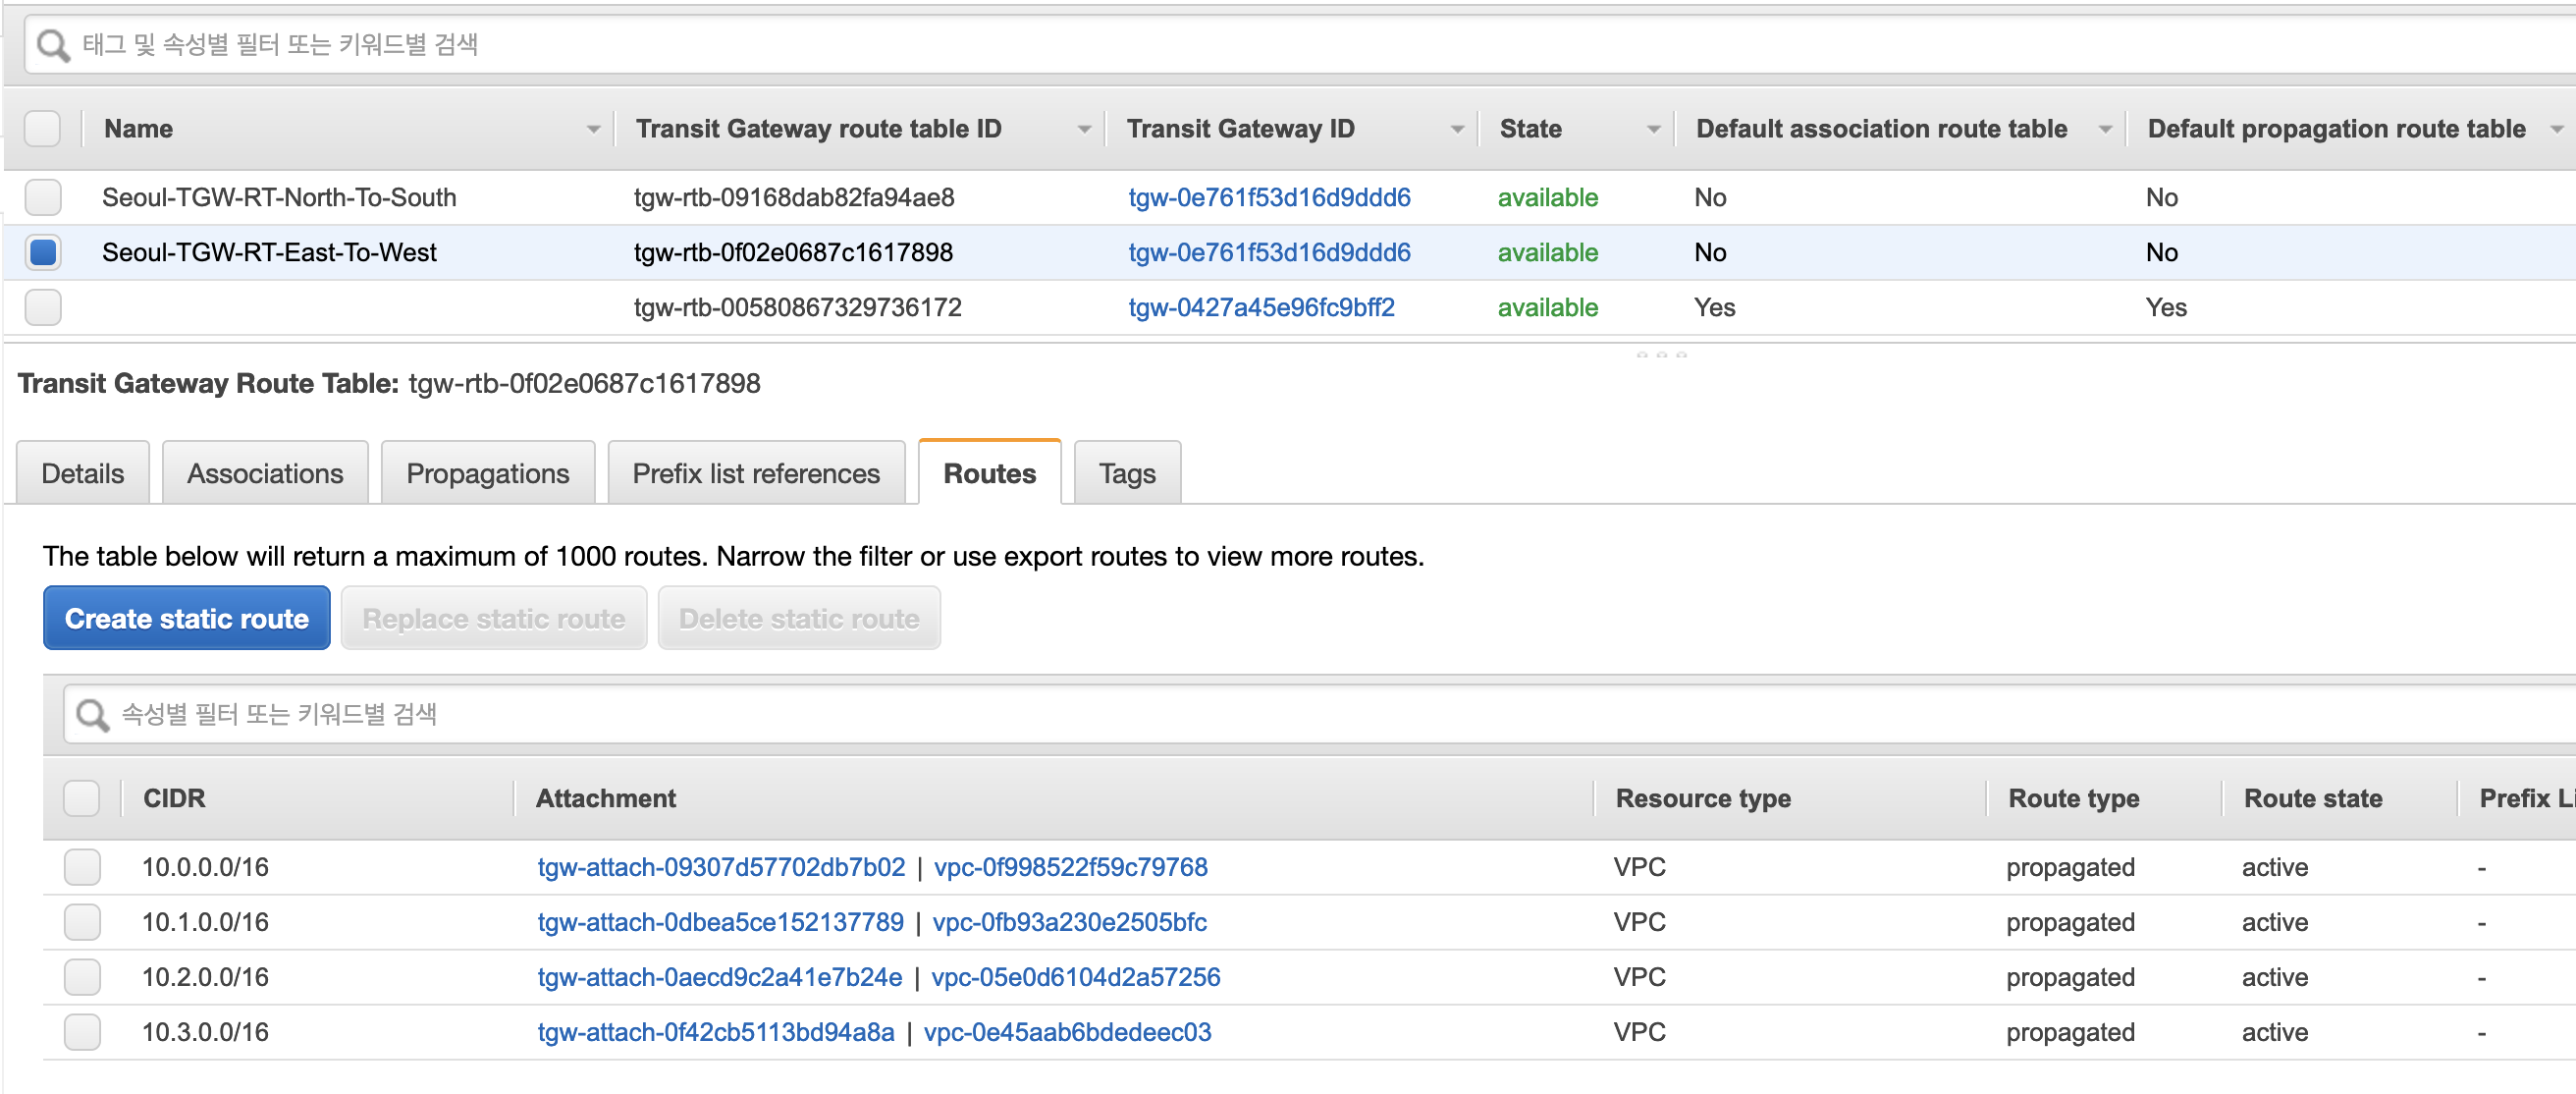 태그 및 속성별 필터 또는 키워드별 검색
Name Transit Gateway route table ID Transit Gateway ID State Default association route table Default propagation route table
Seoul-TGW-RT-North-To-South tgw-rtb-09168dab82fa94ae8 tgw-0e761f53d16d9ddd6 available No No
Seoul-TGW-RT-East-To-West tgw-rtb-0f02e0687c1617898 tgw-0e761f53d16d9ddd6 available No No
tgw-rtb-00580867329736172 tgw-0427a45e96fc9bff2 available Yes Yes
Transit Gateway Route Table: tgw-rtb-0f02e0687c1617898
Details Associations Propagations Prefix list references Routes Tags
The table below will return a maximum of 1000 routes. Narrow the filter or use export routes to view more routes.
Create static route Replace static route Delete static route
속성별 필터 또는 키워드별 검색
CIDR Attachment Resource type Route type Route state Prefix Li
10.0.0.0/16 tgw-attach-09307d57702db7b02 | vpc-0f998522f59c79768 VPC propagated active -
10.1.0.0/16 tgw-attach-0dbea5ce152137789 | vpc-0fb93a230e2505bfc VPC propagated active -
10.2.0.0/16 tgw-attach-0aecd9c2a41e7b24e | vpc-05e0d6104d2a57256 VPC propagated active -
10.3.0.0/16 tgw-attach-0f42cb5113bd94a8a | vpc-0e45aab6bdedeec03 VPC propagated active -